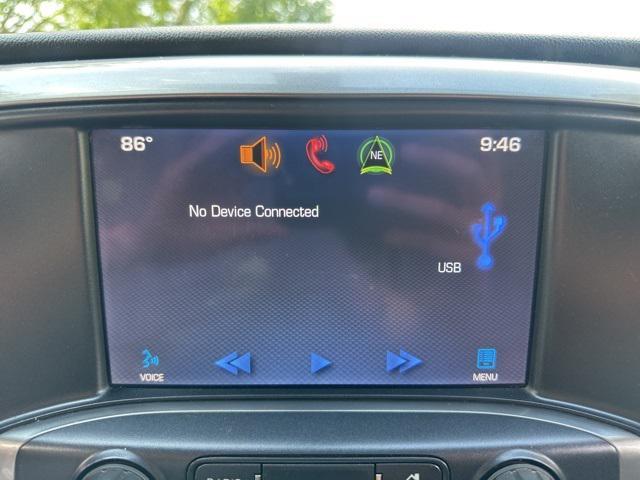 86°
NE
9:46
No Device Connected
USB
VOICE
MENU